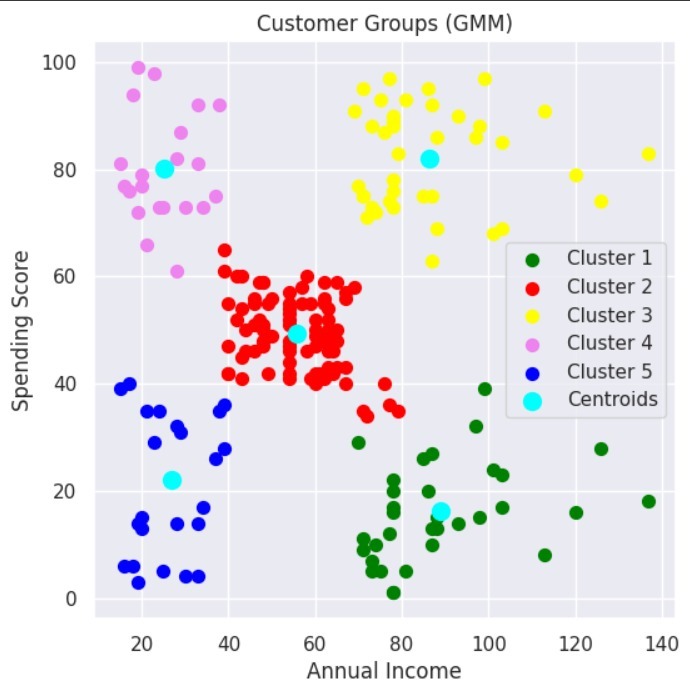 Customer Groups (GMM)
100
80
60
40
20
0
Spending Score
Cluster 1
Cluster 2
Cluster 3
Cluster 4
Cluster 5
Centroids
20 40 60 80 100 120 140
Annual Income